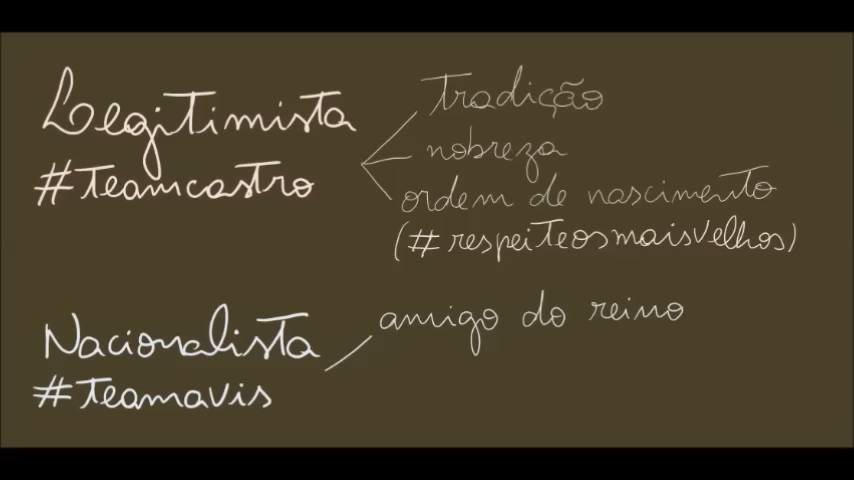 Legitimista
#Teamcastro
Tradição
nobreza
ordem de nascimento
(#respeiteosmaisvelhos)
Nacionalista
#Teamavis
amigo do reino